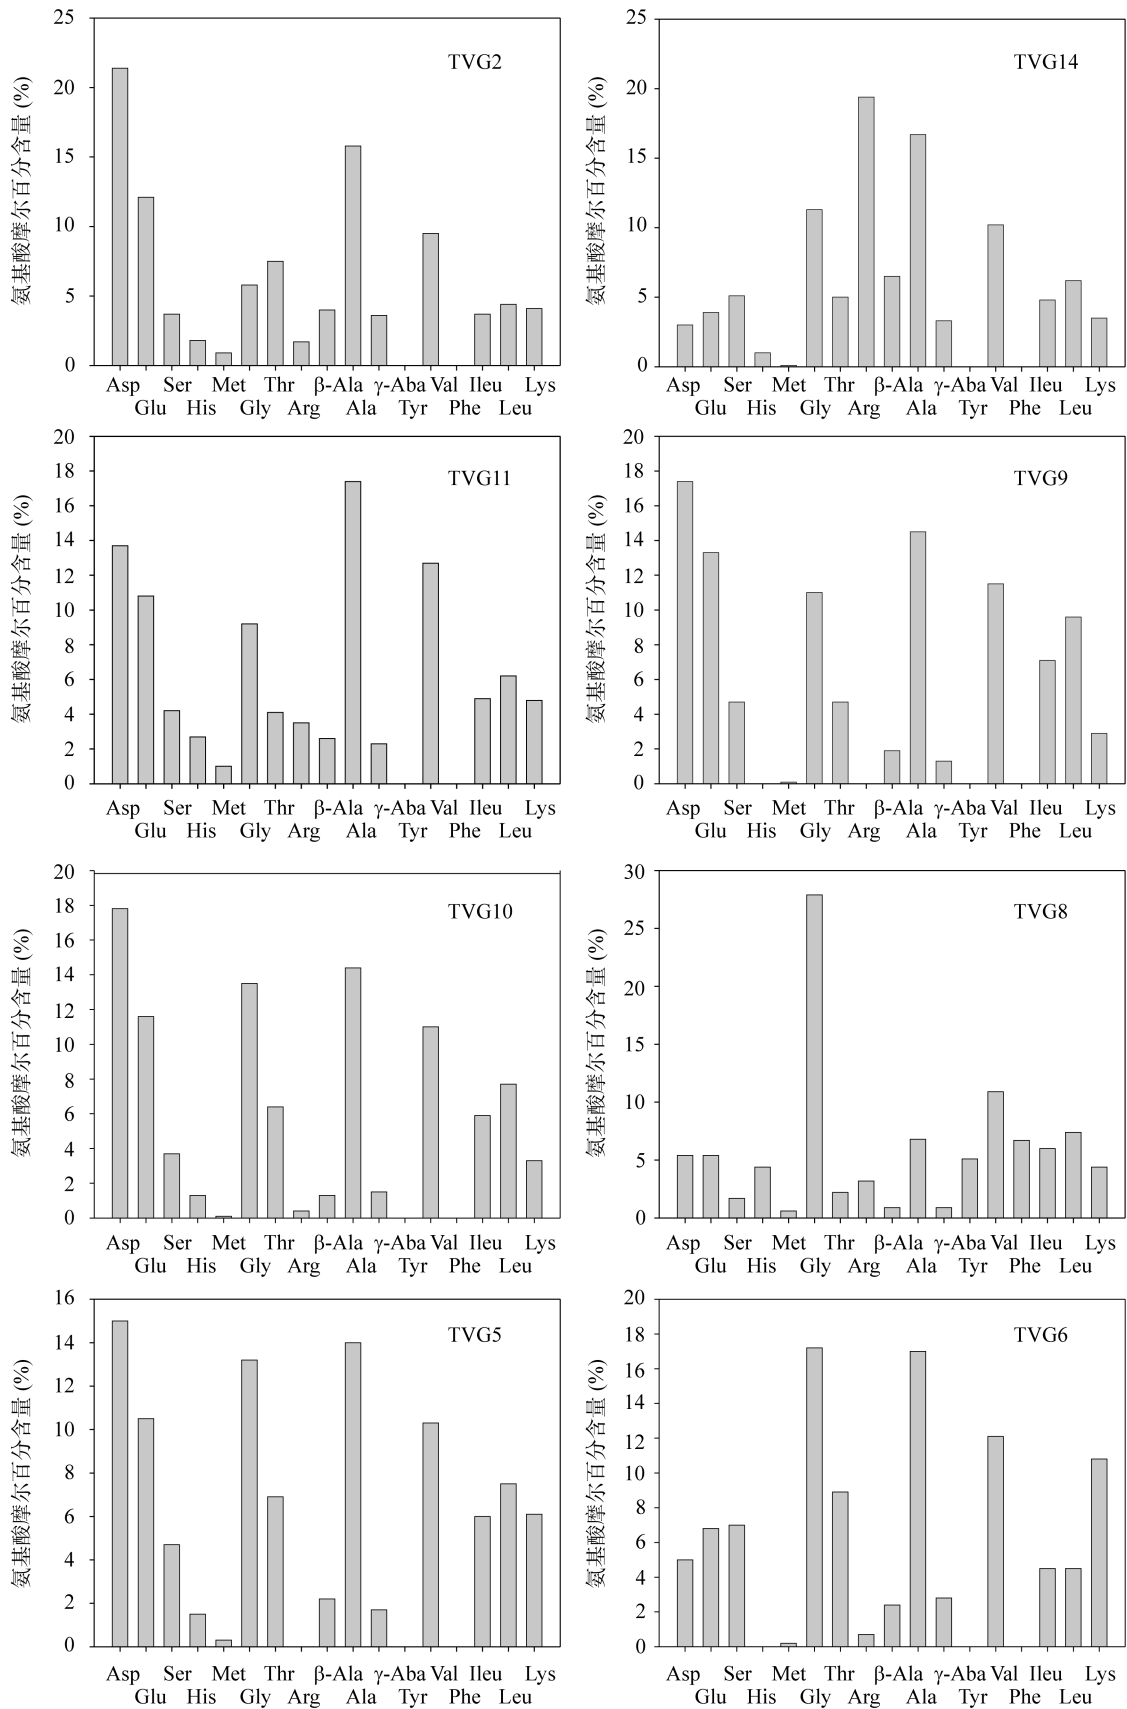 25
20
15
10
5
0
氨基酸摩尔百分含量 (%)
TVG2
Asp Ser Met Thr β-Ala γ-Aba Val Ileu Lys
Glu His Gly Arg Ala Tyr Phe Leu
25
20
15
10
5
0
氨基酸摩尔百分含量 (%)
TVG14
Asp Ser Met Thr β-Ala γ-Aba Val Ileu Lys
Glu His Gly Arg Ala Tyr Phe Leu
20
18
16
14
12
10
8
6
4
2
0
氨基酸摩尔百分含量 (%)
TVG11
Asp Ser Met Thr β-Ala γ-Aba Val Ileu Lys
Glu His Gly Arg Ala Tyr Phe Leu
20
18
16
14
12
10
8
6
4
2
0
氨基酸摩尔百分含量 (%)
TVG9
Asp Ser Met Thr β-Ala γ-Aba Val Ileu Lys
Glu His Gly Arg Ala Tyr Phe Leu
20
18
16
14
12
10
8
6
4
2
0
氨基酸摩尔百分含量 (%)
TVG10
Asp Ser Met Thr β-Ala γ-Aba Val Ileu Lys
Glu His Gly Arg Ala Tyr Phe Leu
30
25
20
15
10
5
0
氨基酸摩尔百分含量 (%)
TVG8
Asp Ser Met Thr β-Ala γ-Aba Val Ileu Lys
Glu His Gly Arg Ala Tyr Phe Leu
16
14
12
10
8
6
4
2
0
氨基酸摩尔百分含量 (%)
TVG5
Asp Ser Met Thr β-Ala γ-Aba Val Ileu Lys
Glu His Gly Arg Ala Tyr Phe Leu
20
18
16
14
12
10
8
6
4
2
0
氨基酸摩尔百分含量 (%)
TVG6
Asp Ser Met Thr β-Ala γ-Aba Val Ileu Lys
Glu His Gly Arg Ala Tyr Phe Leu